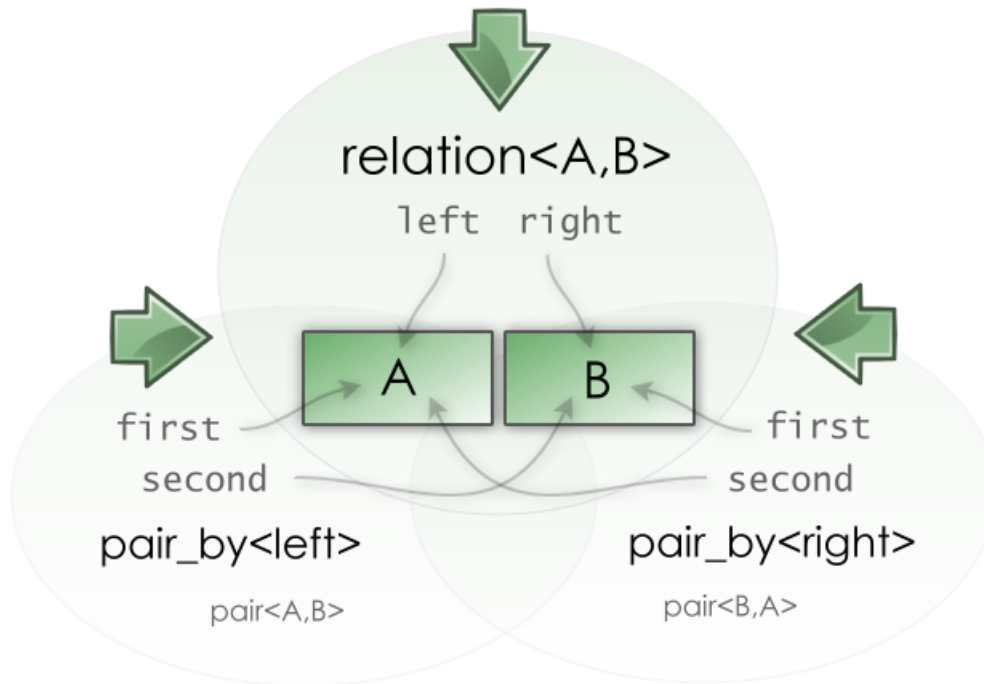 relation<A,B>
left right
A B
first first
second second
pair_by<left> pair_by<right>
pair<A,B> pair<B,A>